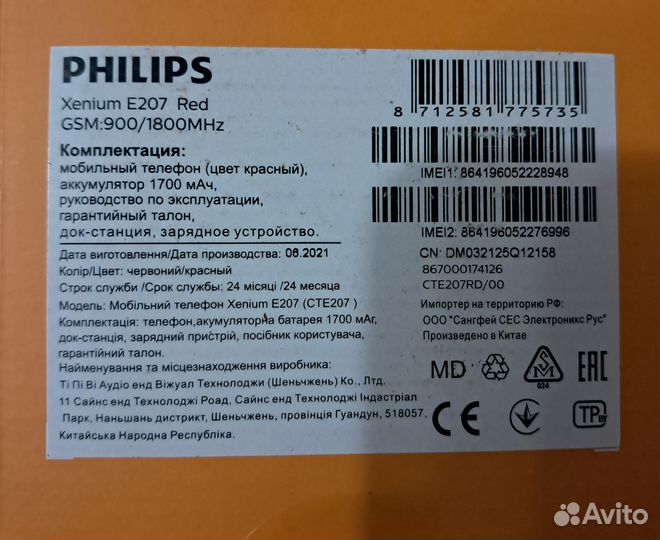 PHILIPS
Xenium E207 Red
GSM:900/1800MHz
Комплектация:
мобильный телефон (цвет красный),
аккумулятор 1700 мАч,
руководство по эксплуатации,
гарантийный талон,
док-станция, зарядное устройство.
Дата виготовлення/Дата производства: 06.2021
Колір/Цвет: червоний/красный
Строк служби /Срок службы: 24 місяці /24 месяца
Модель: Мобільний телефон Xenium E207 (CTE207 )
Комплектація: телефон,акумуляторна батарея 1700 мАг,
док-станція, зарядний пристрій, посібник користувача,
гарантійний талон.
Найменування та місцезнаходження виробника:
Ті Пі Ві Аудіо енд Віжуал Технолоджи (Шеньчжень) Ко., Лтд.
11 Сайнс енд Технолоджі Роад, Сайнс енд Технолоджі Індастріал
Парк, Наньшань дистрикт, Шеньчжень, провінція Гуандун, 518057,
Китайська Народна Республіка.
8 712581 775735
IMEI1: 864196052228948
IMEI2: 864196052276996
CN: DM032125Q12158
867000174126
CTE207RD/00
Импортер на территорию РФ:
ООО "Сангфей СЕС Электроникс Рус"
Произведено в Китае
MD
024
EAC
CE
TP
Avito